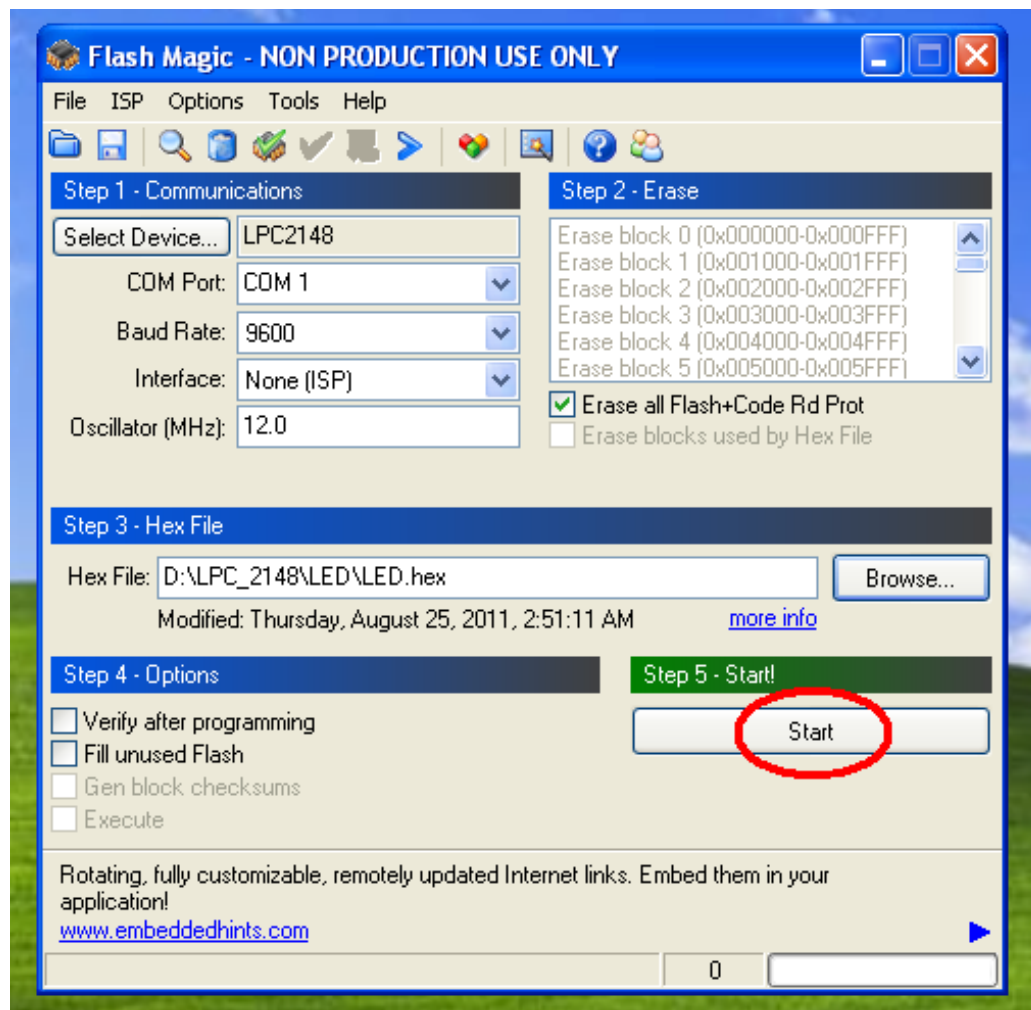 Flash Magic - NON PRODUCTION USE ONLY
File ISP Options Tools Help
Step 1 - Communications
Select Device... LPC2148
COM Port: COM 1
Baud Rate: 9600
Interface: None (ISP)
Oscillator (MHz): 12.0
Step 2 - Erase
Erase block 0 (0x000000-0x000FFF)
Erase block 1 (0x001000-0x001FFF)
Erase block 2 (0x002000-0x002FFF)
Erase block 3 (0x003000-0x003FFF)
Erase block 4 (0x004000-0x004FFF)
Erase block 5 (0x005000-0x005FFF)
Erase all Flash+Code Rd Prot
Erase blocks used by Hex File
Step 3 - Hex File
Hex File: D:\LPC_2148\LED\LED.hex Browse...
Modified: Thursday, August 25, 2011, 2:51:11 AM more info
Step 4 - Options
Verify after programming
Fill unused Flash
Gen block checksums
Execute
Step 5 - Start!
Start
Rotating, fully customizable, remotely updated Internet links. Embed them in your
application!
www.embeddedhints.com
0